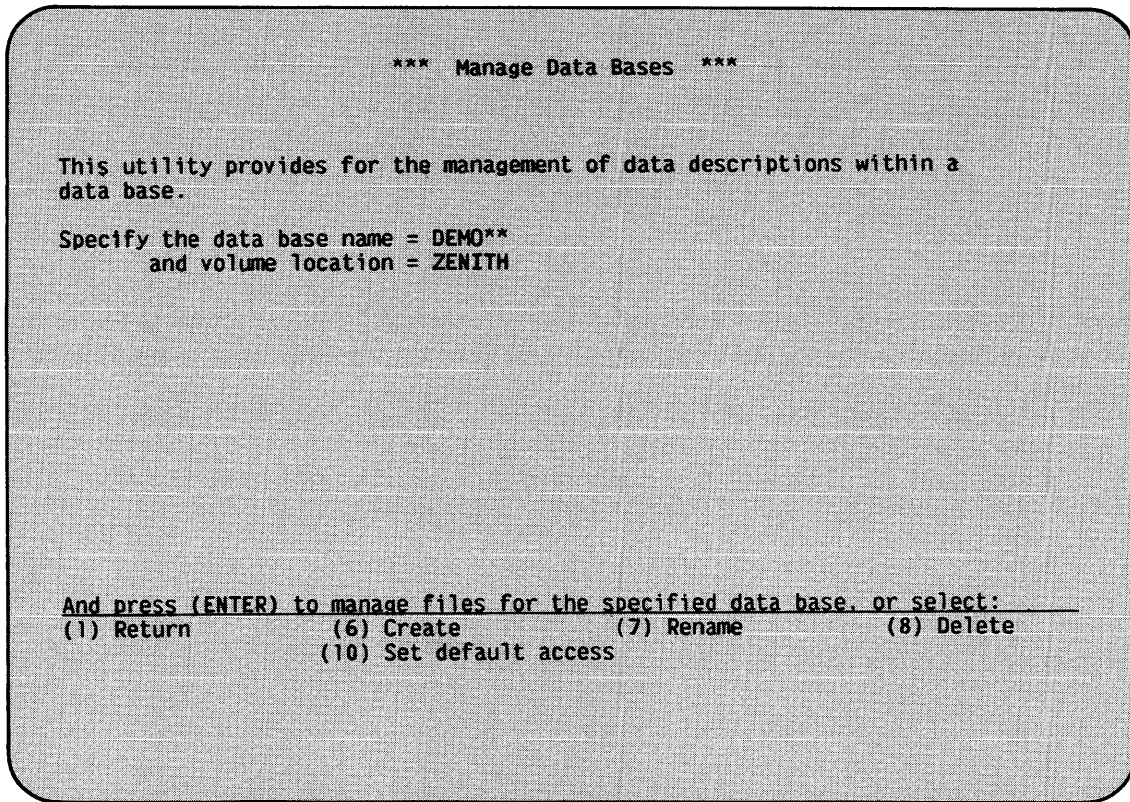 *** Manage Data Bases ***
This utility provides for the management of data descriptions within a
data base.
Specify the data base name = DEMO**
and volume location = ZENITH
And press (ENTER) to manage files for the specified data base, or select:
(1) Return (6) Create (7) Rename (8) Delete
(10) Set default access